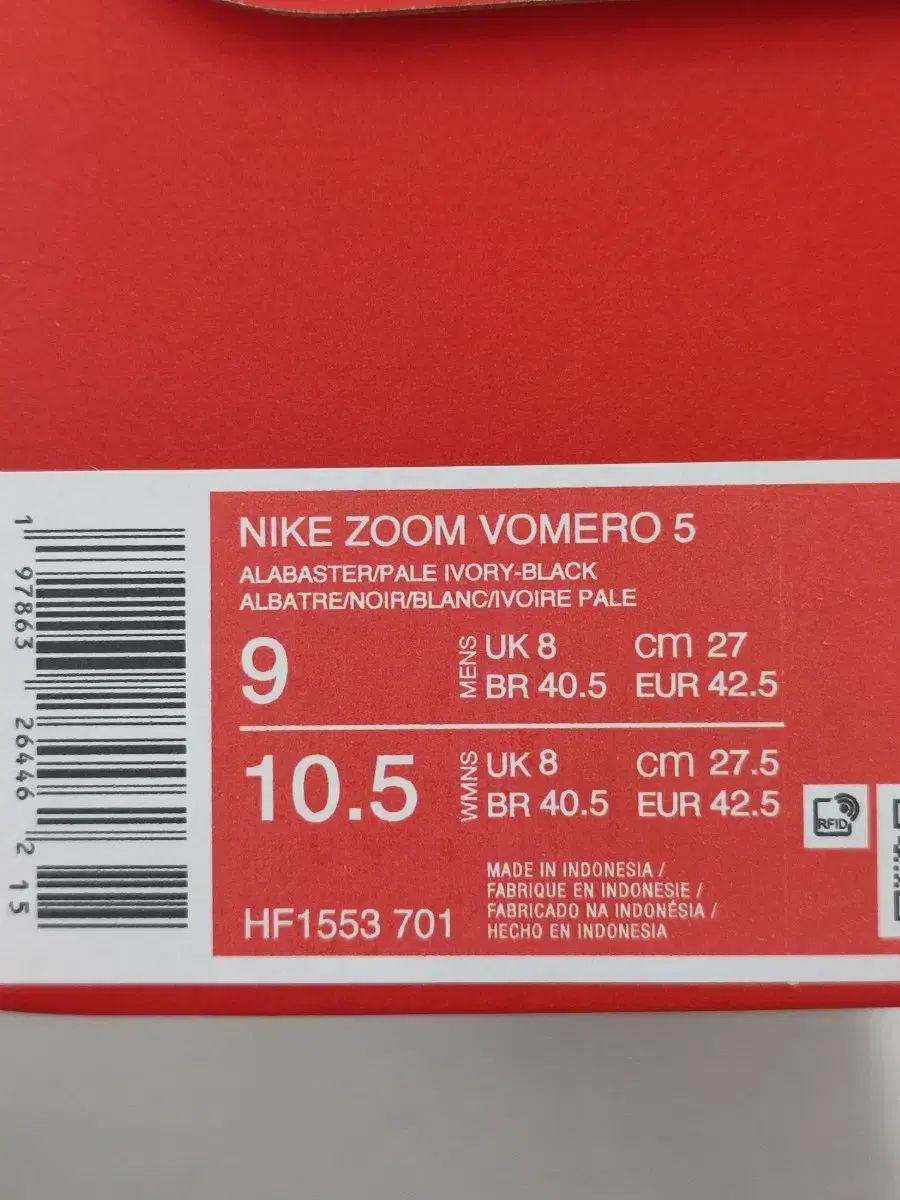 NIKE ZOOM VOMERO 5
ALABASTER/PALE IVORY-BLACK
ALBATRE/NOIR/BLANC/IVOIRE PALE
9
MENS
UK 8 cm 27
BR 40.5 EUR 42.5
10.5
WMNS
UK 8 cm 27.5
BR 40.5 EUR 42.5
HF1553 701
MADE IN INDONESIA /
FABRIQUE EN INDONESIE /
FABRICADO NA INDONÉSIA /
HECHO EN INDONESIA
RFID
1 97863 26446 2 15